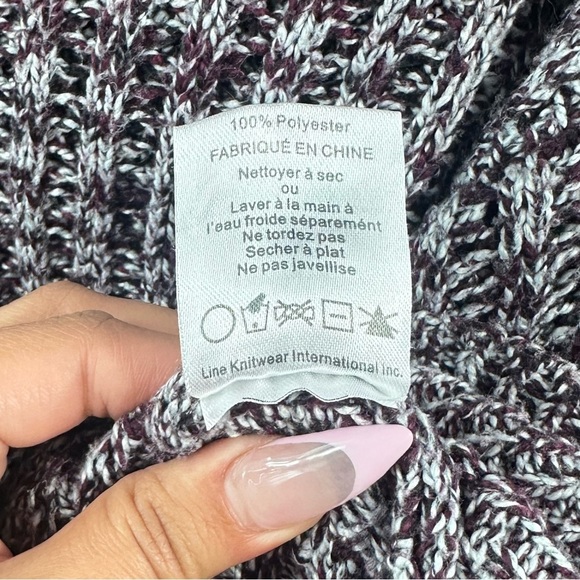 100% Polyester
FABRIQUÉ EN CHINE
Nettoyer à sec
ou
Laver à la main à
l'eau froide séparément
Ne tordez pas
Secher à plat
Ne pas javellise
Line Knitwear International Inc.